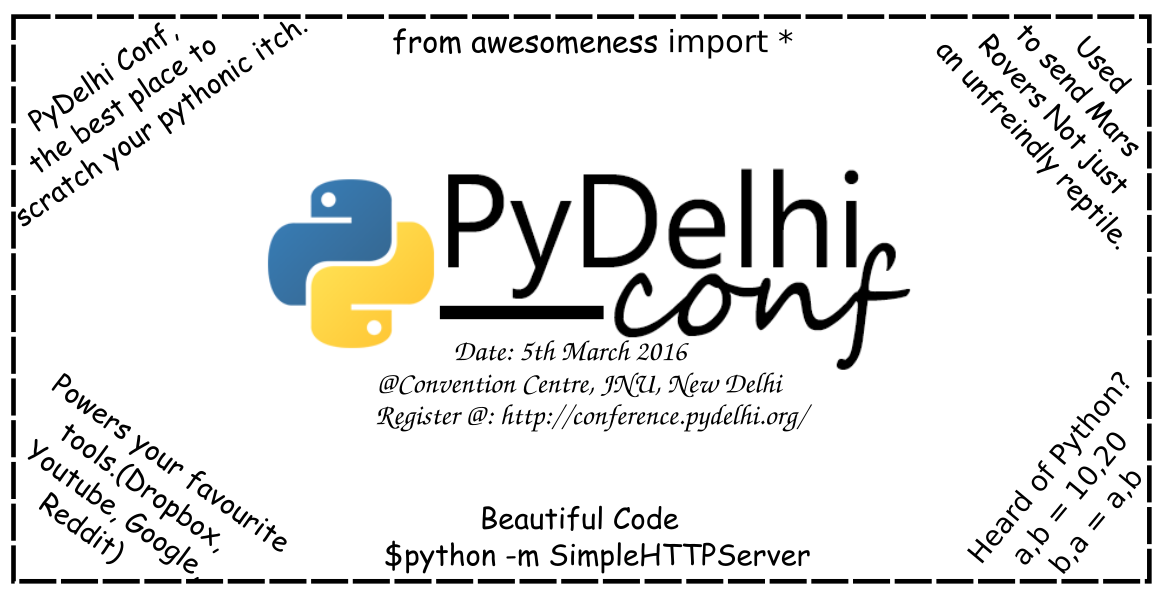 PyDelhi Conf,
the best place to
scratch your pythonic itch.
from awesomeness import *
Used
to send Mars
Rovers Not just
an unfreindly reptile.
PyDelhi
conf
Date: 5th March 2016
@Convention Centre, JNU, New Delhi
Register @: http://conference.pydelhi.org/
Powers your favourite
tools.(Dropbox,
Youtube, Google,
Reddit)
Beautiful Code
$python -m SimpleHTTPServer
Heard of Python?
a,b = 10,20
b,a = a,b